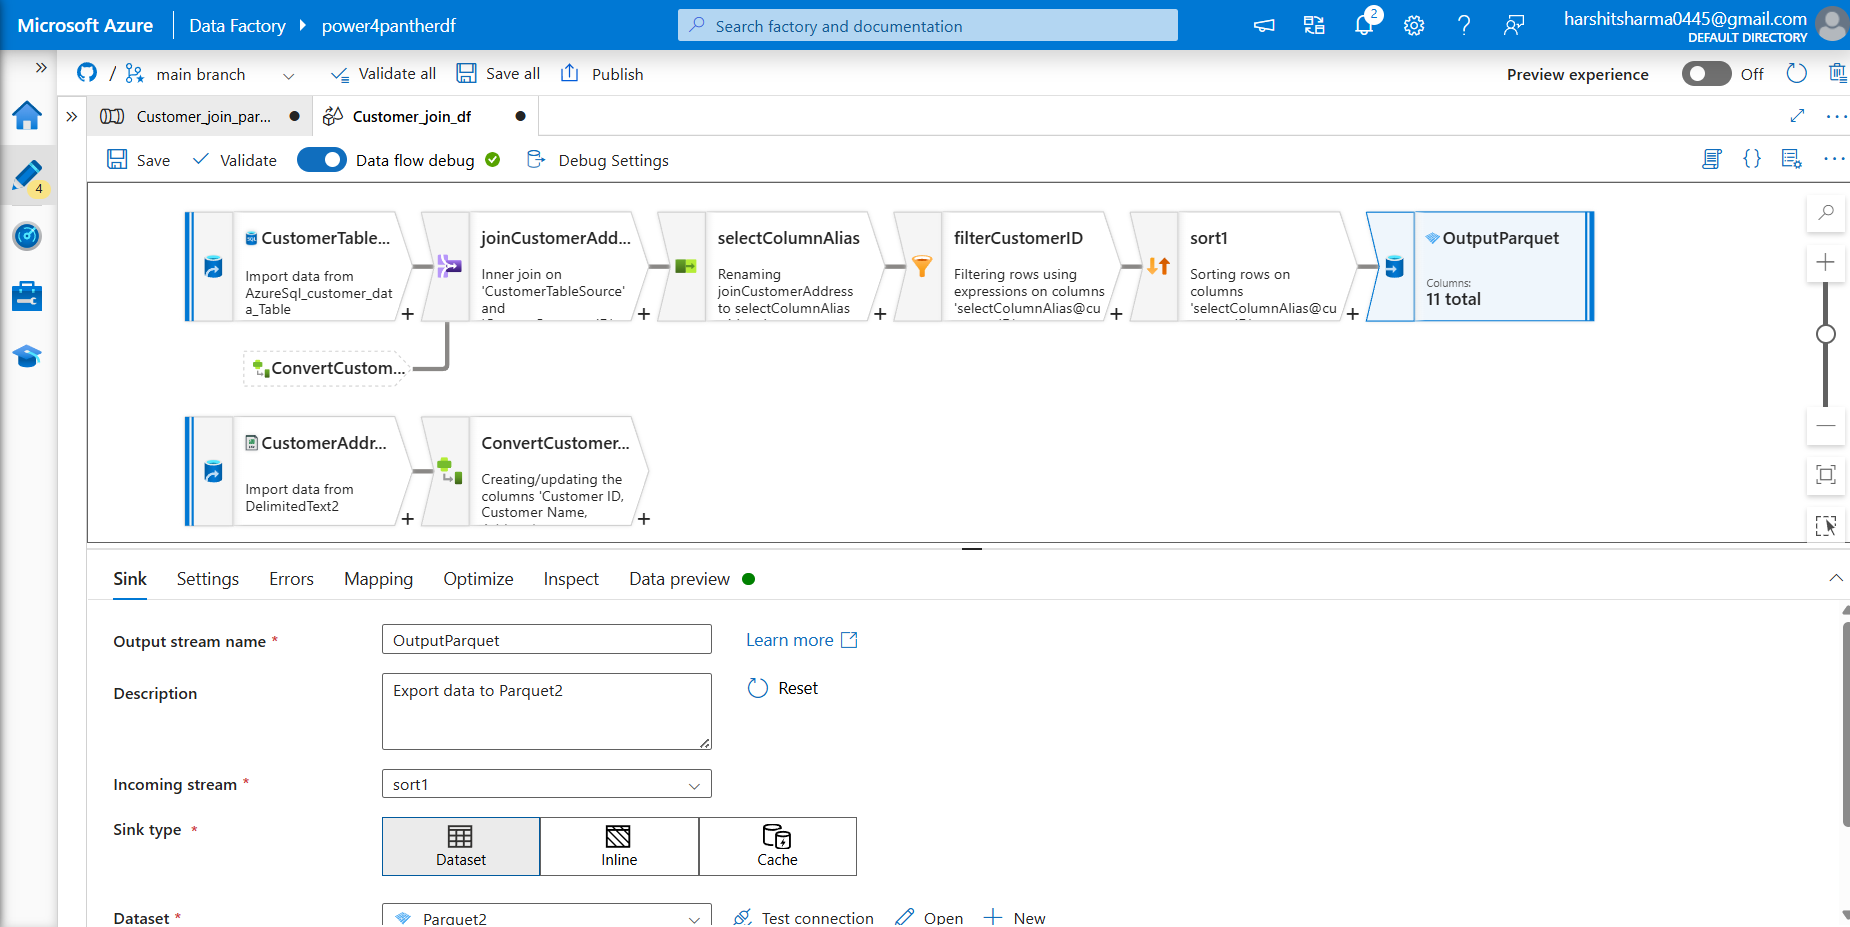 Microsoft Azure
Data Factory
power4pantherdf
Search factory and documentation
2
harshitsharma0445@gmail.com
DEFAULT DIRECTORY
/
main branch
Validate all
Save all
Publish
Preview experience
Off
Customer_join_par...
Customer_join_df
Save
Validate
Data flow debug
Debug Settings
{}
4
SQL
CustomerTable...
Import data from
AzureSql_customer_dat
a_Table
+
joinCustomerAdd...
Inner join on
'CustomerTableSource'
and
+
selectColumnAlias
Renaming
joinCustomerAddress
to selectColumnAlias
+
filterCustomerID
Filtering rows using
expressions on columns
'selectColumnAlias@cu
+
sort1
Sorting rows on
columns
'selectColumnAlias@cu
+
OutputParquet
Columns:
11 total
ConvertCustom...
CustomerAddr...
Import data from
DelimitedText2
+
ConvertCustomer...
Creating/updating the
columns 'Customer ID,
Customer Name,
+
Sink
Settings
Errors
Mapping
Optimize
Inspect
Data preview
Output stream name *
OutputParquet
Learn more
Description
Export data to Parquet2
Reset
Incoming stream *
sort1
Sink type *
Dataset
Inline
Cache
Dataset *
Parquet2
Test connection
Open
New